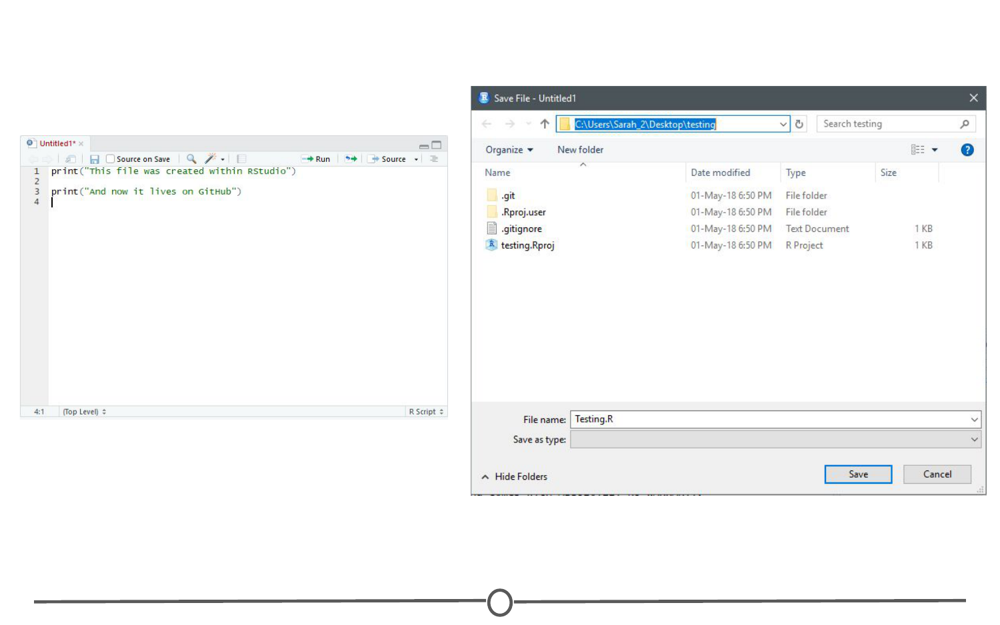 Untitled1*
Source on Save
Run
Source
1 print("This file was created within RStudio")
2
3 print("And now it lives on GitHub")
4
4:1 (Top Level) R Script
Save File - Untitled1
C:\Users\Sarah_2\Desktop\testing
Search testing
Organize New folder
Name Date modified Type Size
.git 01-May-18 6:50 PM File folder
.Rproj.user 01-May-18 6:50 PM File folder
.gitignore 01-May-18 6:50 PM Text Document 1 KB
testing.Rproj 01-May-18 6:50 PM R Project 1 KB
File name: Testing.R
Save as type:
Hide Folders Save Cancel